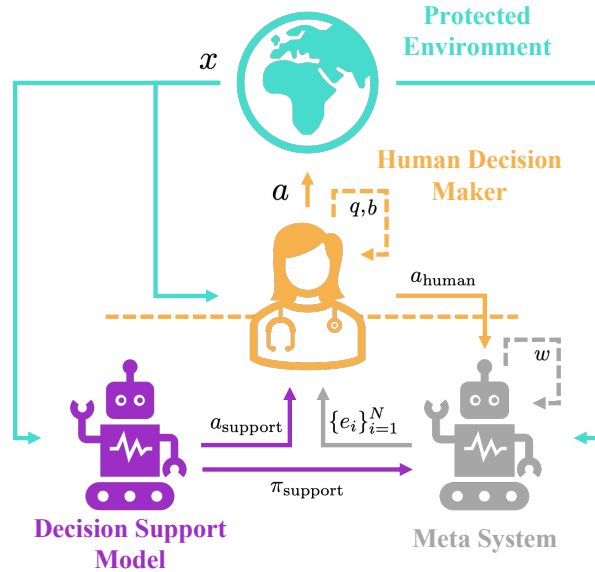 Protected
Environment
x
Human Decision
Maker
a
q,b
a_human
w
a_support
{e_i}_{i=1}^N
π_support
Decision Support
Model
Meta System